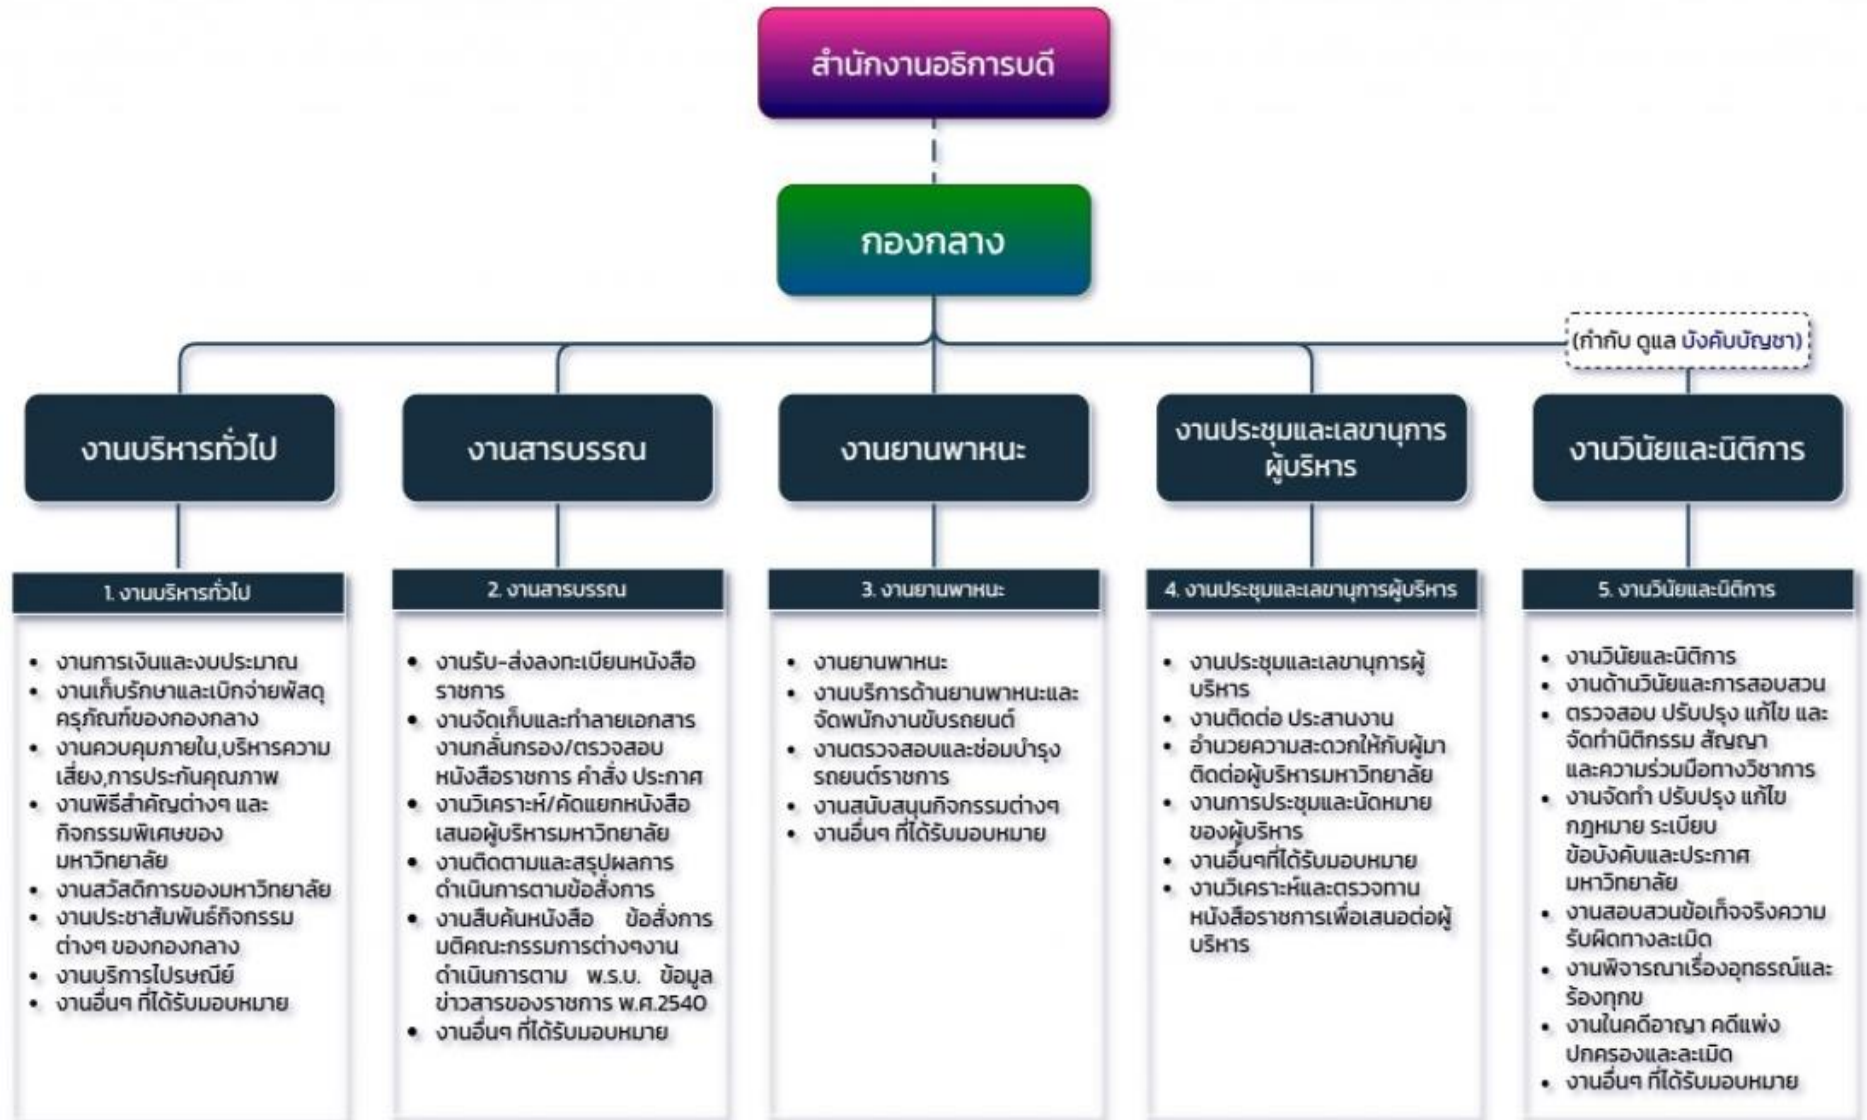 สำนักงานอธิการบดี
กองกลาง
(กำกับ ดูแล บังคับบัญชา)
งานบริหารทั่วไป
งานสารบรรณ
งานยานพาหนะ
งานประชุมและเลขานุการ
ผู้บริหาร
งานวินัยและนิติการ
1. งานบริหารทั่วไป
• งานการเงินและงบประมาณ
• งานเก็บรักษาและเบิกจ่ายพัสดุ
ครุภัณฑ์ของกองกลาง
• งานควบคุมภายใน,บริหารความ
เสี่ยง,การประกันคุณภาพ
• งานพิธีสำคัญต่างๆ และ
กิจกรรมพิเศษของ
มหาวิทยาลัย
• งานสวัสดิการของมหาวิทยาลัย
• งานประชาสัมพันธ์กิจกรรม
ต่างๆ ของกองกลาง
• งานบริการไปรษณีย์
• งานอื่นๆ ที่ได้รับมอบหมาย
2. งานสารบรรณ
• งานรับ-ส่งลงทะเบียนหนังสือ
ราชการ
• งานจัดเก็บและทำลายเอกสาร
งานกลั่นกรอง/ตรวจสอบ
หนังสือราชการ คำสั่ง ประกาศ
• งานวิเคราะห์/คัดแยกหนังสือ
เสนอผู้บริหารมหาวิทยาลัย
• งานติดตามและสรุปผลการ
ดำเนินการตามข้อสั่งการ
• งานสืบค้นหนังสือ ข้อสั่งการ
มติคณะกรรมการต่างๆงาน
ดำเนินการตาม พ.ร.บ. ข้อมูล
ข่าวสารของราชการ พ.ศ.2540
• งานอื่นๆ ที่ได้รับมอบหมาย
3. งานยานพาหนะ
• งานยานพาหนะ
• งานบริการด้านยานพาหนะและ
จัดพนักงานขับรถยนต์
• งานตรวจสอบและซ่อมบำรุง
รถยนต์ราชการ
• งานสนับสนุนกิจกรรมต่างๆ
• งานอื่นๆ ที่ได้รับมอบหมาย
4. งานประชุมและเลขานุการผู้บริหาร
• งานประชุมและเลขานุการผู้
บริหาร
• งานติดต่อ ประสานงาน
• อำนวยความสะดวกให้กับผู้มา
ติดต่อผู้บริหารมหาวิทยาลัย
• งานการประชุมและนัดหมาย
ของผู้บริหาร
• งานอื่นๆที่ได้รับมอบหมาย
• งานวิเคราะห์และตรวจทาน
หนังสือราชการเพื่อเสนอต่อผู้
บริหาร
5. งานวินัยและนิติการ
• งานวินัยและนิติการ
• งานด้านวินัยและการสอบสวน
• ตรวจสอบ ปรับปรุง แก้ไข และ
จัดทำนิติกรรม สัญญา
และความร่วมมือทางวิชาการ
• งานจัดทำ ปรับปรุง แก้ไข
กฎหมาย ระเบียบ
ข้อบังคับและประกาศ
มหาวิทยาลัย
• งานสอบสวนข้อเท็จจริงความ
รับผิดทางละเมิด
• งานพิจารณาเรื่องอุทธรณ์และ
ร้องทุกข
• งานในคดีอาญา คดีแพ่ง
ปกครองและละเมิด
• งานอื่นๆ ที่ได้รับมอบหมาย